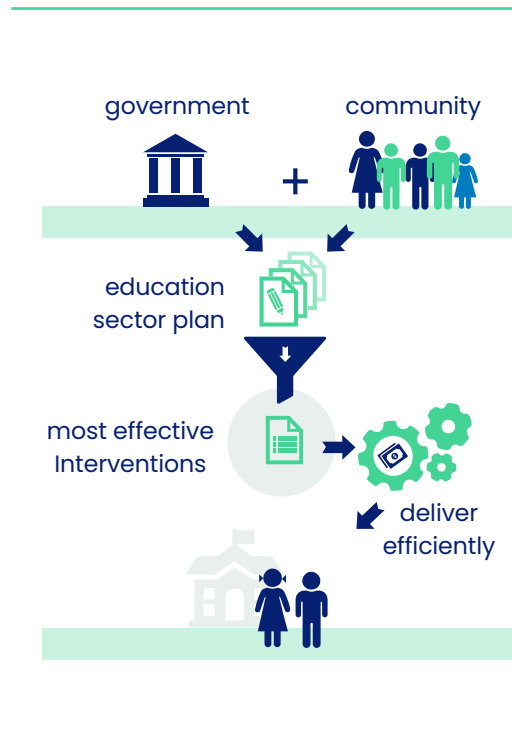 government
community
+
education
sector plan
most effective
Interventions
deliver
efficiently